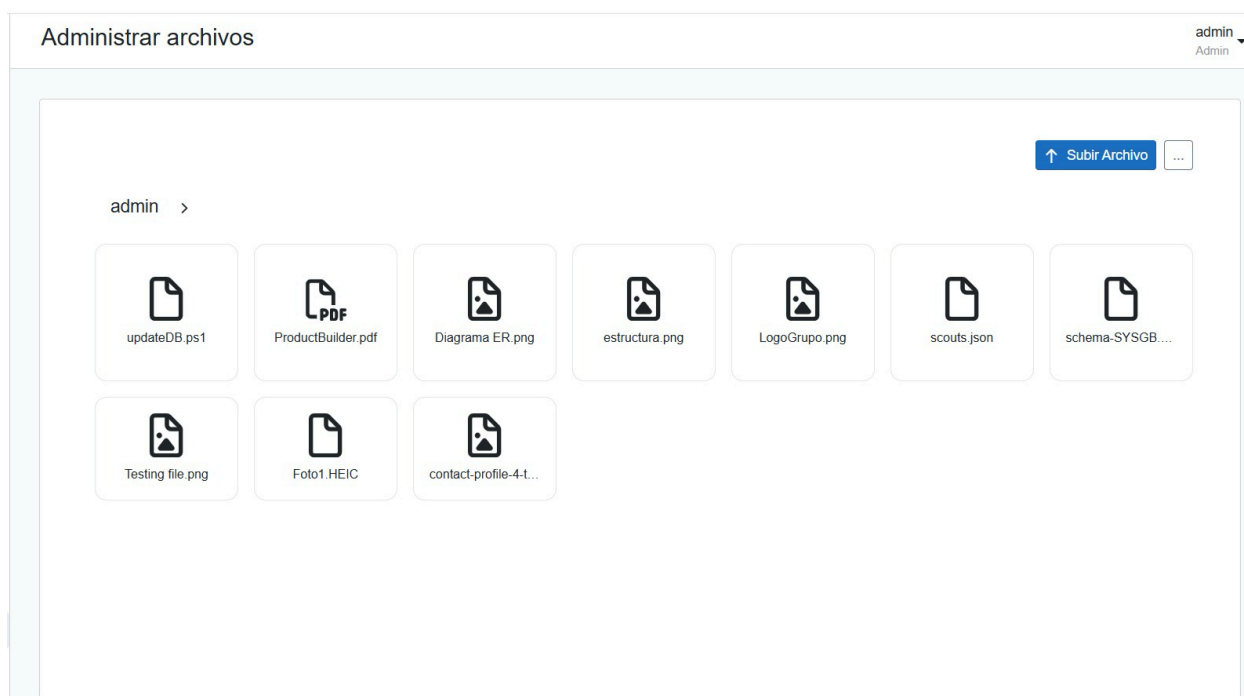 Administrar archivos
admin
Admin
Subir Archivo
...
admin >
updateDB.ps1
PDF
ProductBuilder.pdf
Diagrama ER.png
estructura.png
LogoGrupo.png
scouts.json
schema-SYSGB....
Testing file.png
Foto1.HEIC
contact-profile-4-t...